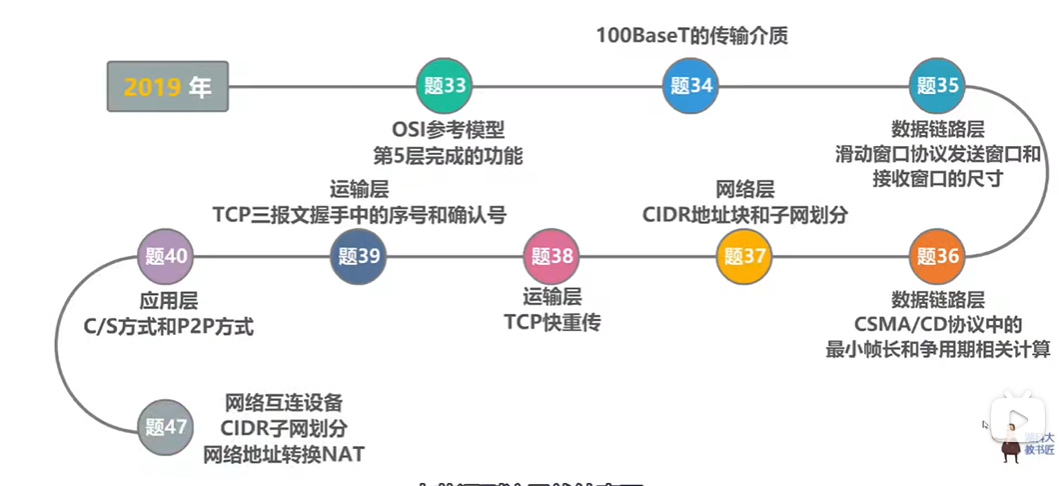 100BaseT的传输介质
2019 年
题33
题34
题35
OSI参考模型
第5层完成的功能
数据链路层
滑动窗口协议发送窗口和
接收窗口的尺寸
运输层
TCP三报文握手中的序号和确认号
网络层
CIDR地址块和子网划分
题40
题39
题38
题37
题36
应用层
C/S方式和P2P方式
运输层
TCP快重传
数据链路层
CSMA/CD协议中的
最小帧长和争用期相关计算
题47
网络互连设备
CIDR子网划分
网络地址转换NAT
教书匠